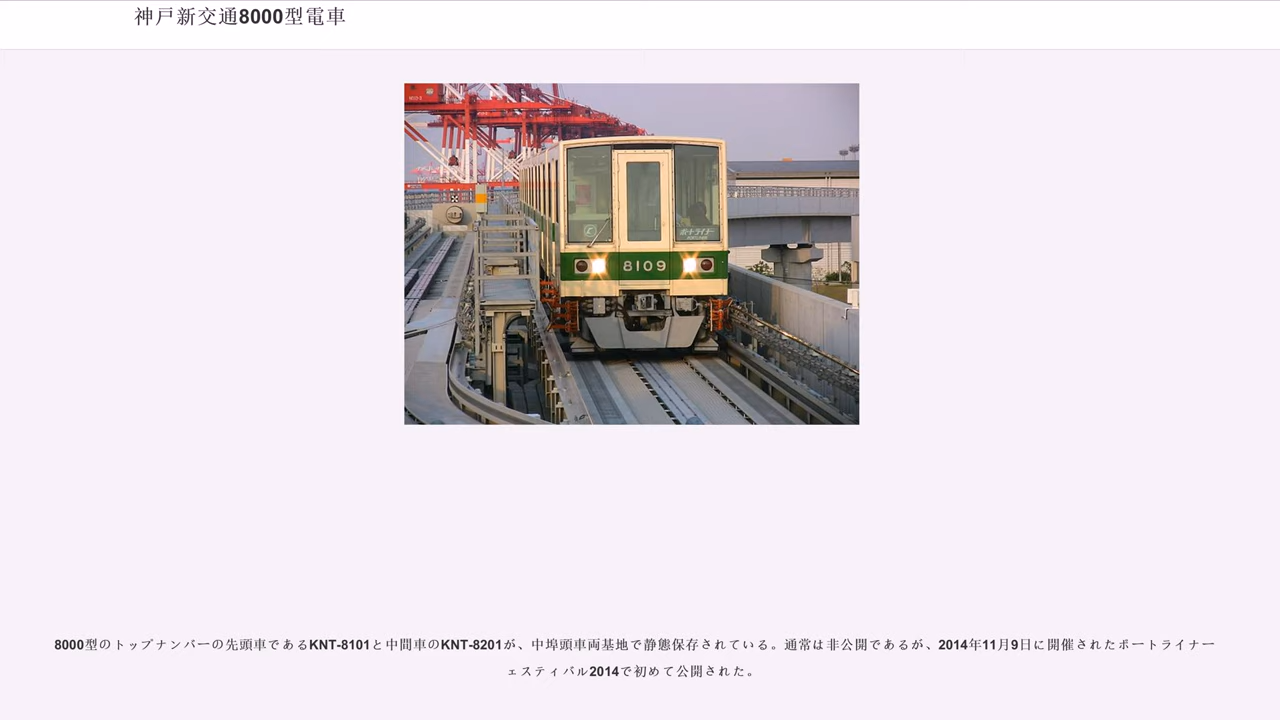 神戸新交通8000型電車
ポートライナー
8109
8000型のトップナンバーの先頭車であるKNT-8101と中間車のKNT-8201が、中埠頭車両基地で静態保存されている。通常は非公開であるが、2014年11月9日に開催されたポートライナー
ェスティバル2014で初めて公開された。